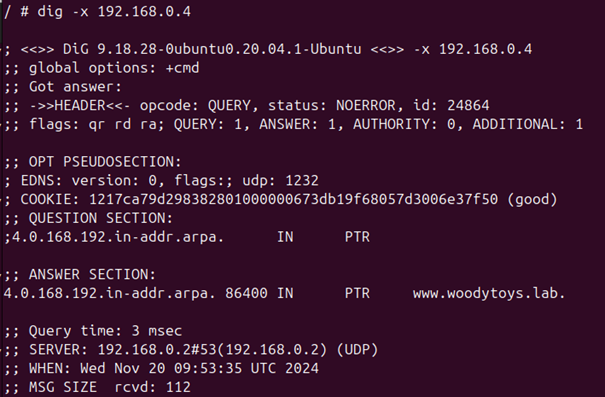 / # dig -x 192.168.0.4
; <<>> DiG 9.18.28-0ubuntu0.20.04.1-Ubuntu <<>> -x 192.168.0.4
;; global options: +cmd
;; Got answer:
;; ->>HEADER<<- opcode: QUERY, status: NOERROR, id: 24864
;; flags: qr rd ra; QUERY: 1, ANSWER: 1, AUTHORITY: 0, ADDITIONAL: 1
;; OPT PSEUDOSECTION:
; EDNS: version: 0, flags:; udp: 1232
; COOKIE: 1217ca79d298382801000000673db19f68057d3006e37f50 (good)
;; QUESTION SECTION:
;4.0.168.192.in-addr.arpa. IN PTR
;; ANSWER SECTION:
4.0.168.192.in-addr.arpa. 86400 IN PTR www.woodytoys.lab.
;; Query time: 3 msec
;; SERVER: 192.168.0.2#53(192.168.0.2) (UDP)
;; WHEN: Wed Nov 20 09:53:35 UTC 2024
;; MSG SIZE rcvd: 112